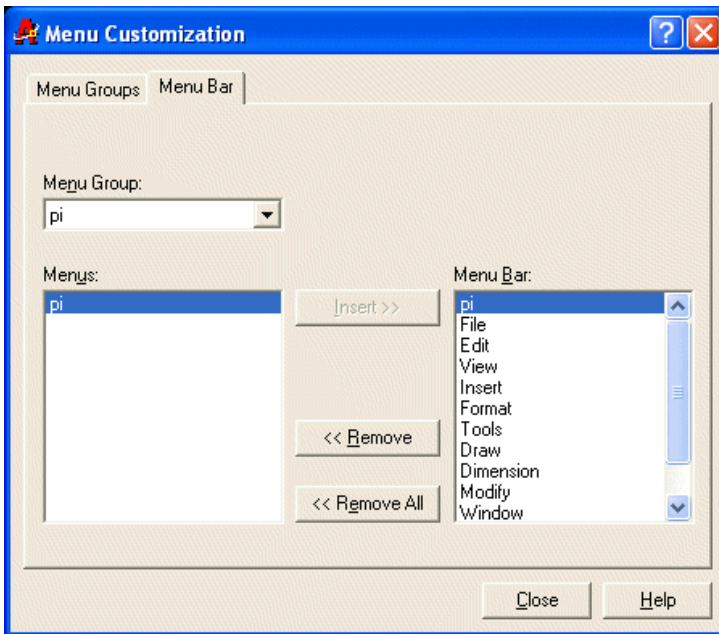 Menu Customization
Menu Groups
Menu Bar
Menu Group:
pi
Menus:
pi
Insert >>
<< Remove
<< Remove All
Menu Bar:
pi
File
Edit
View
Insert
Format
Tools
Draw
Dimension
Modify
Window
Close
Help